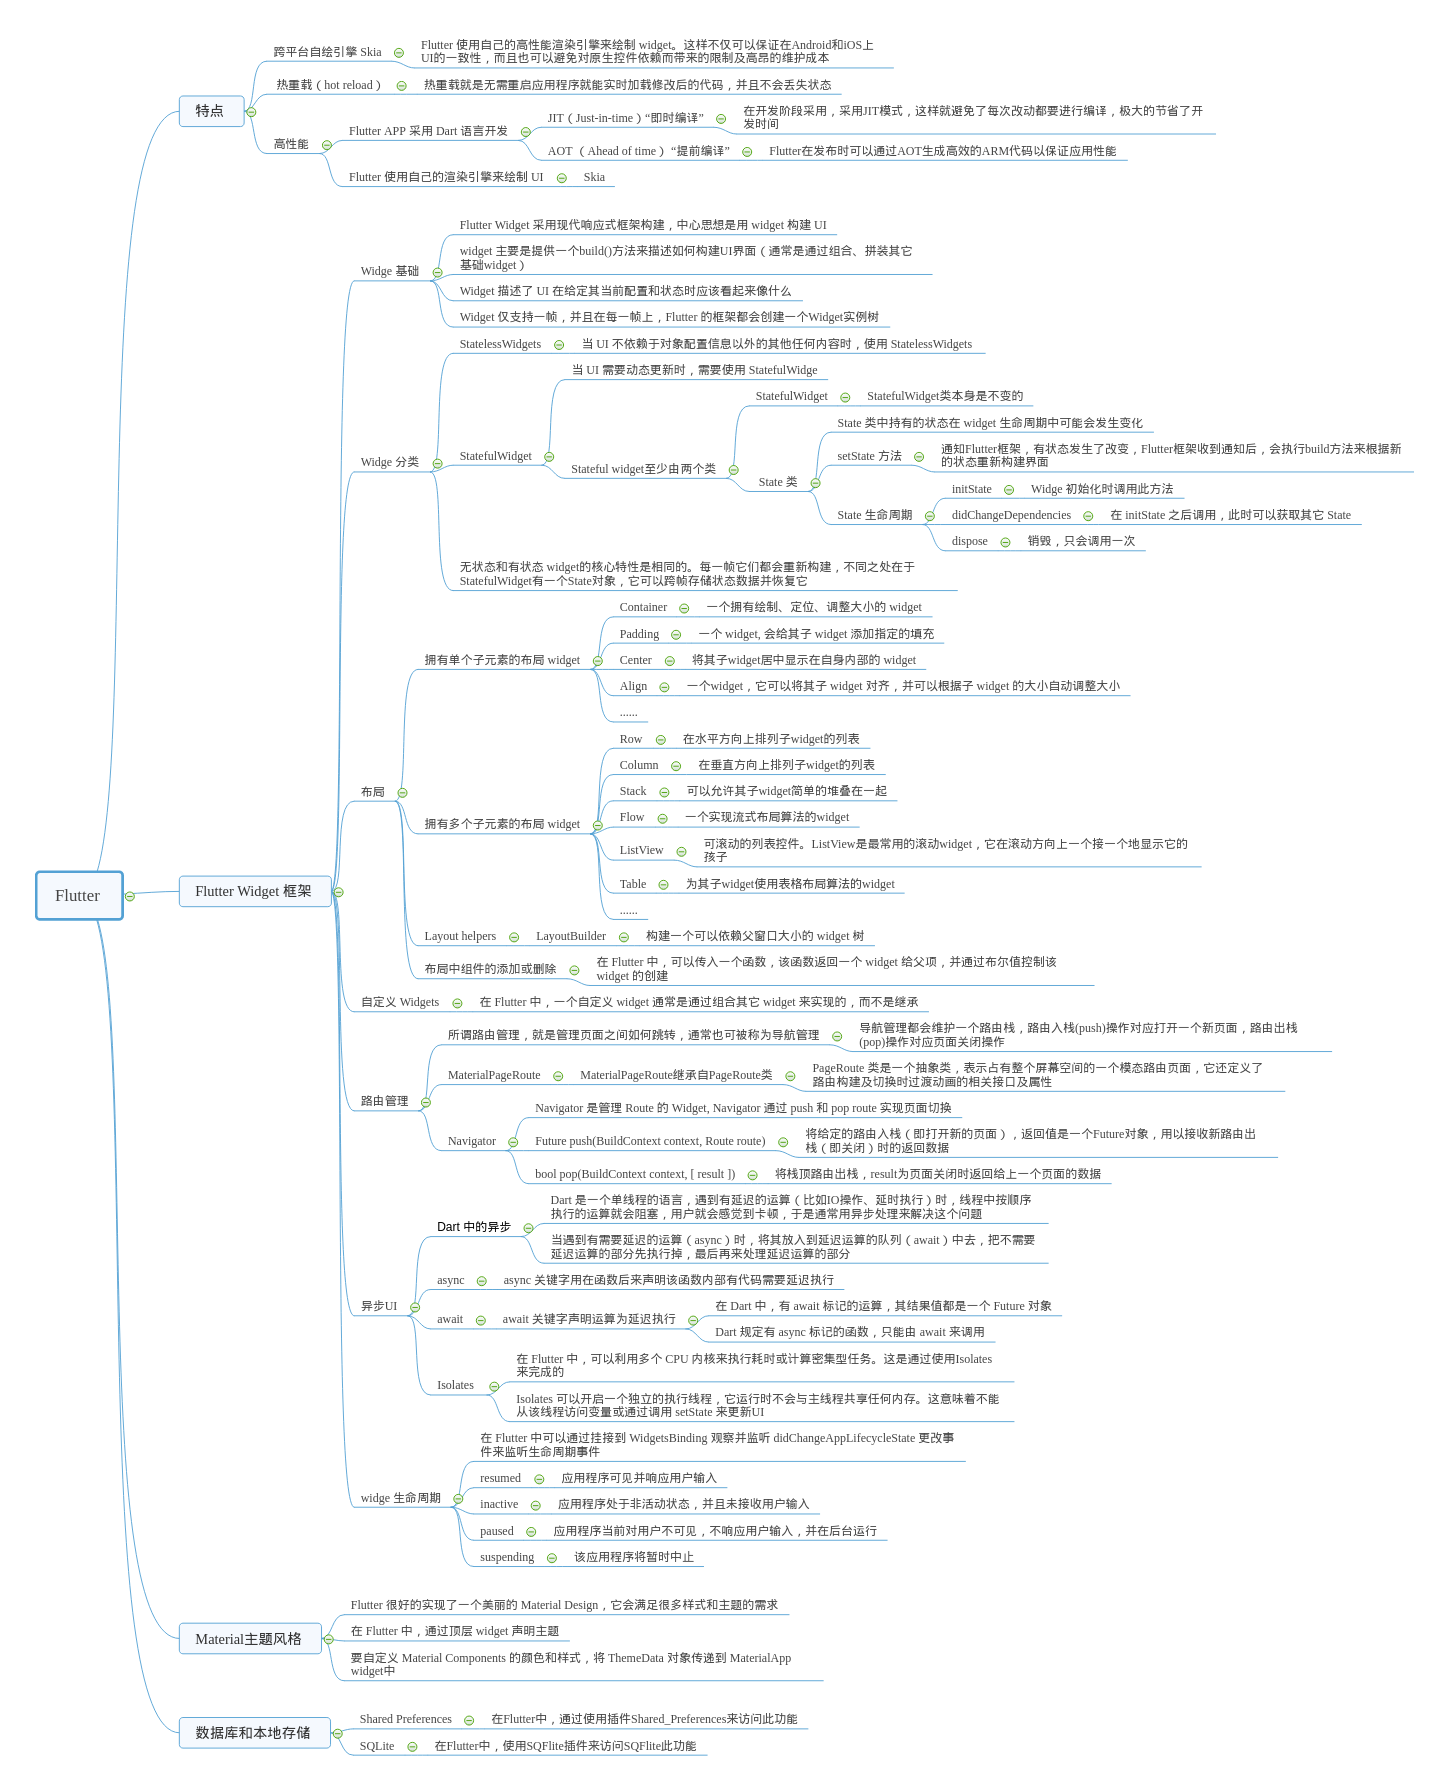 Flutter
特点
跨平台自绘引擎 Skia
Flutter 使用自己的高性能渲染引擎来绘制 widget。这样不仅可以保证在Android和iOS上
UI的一致性，而且也可以避免对原生控件依赖而带来的限制及高昂的维护成本
热重载（hot reload）
热重载就是无需重启应用程序就能实时加载修改后的代码，并且不会丢失状态
高性能
Flutter APP 采用 Dart 语言开发
JIT（Just-in-time）“即时编译”
在开发阶段采用，采用JIT模式，这样就避免了每次改动都要进行编译，极大的节省了开
发时间
AOT （Ahead of time）“提前编译”
Flutter在发布时可以通过AOT生成高效的ARM代码以保证应用性能
Flutter 使用自己的渲染引擎来绘制 UI
Skia
Flutter Widget 框架
Widge 基础
Flutter Widget 采用现代响应式框架构建，中心思想是用 widget 构建 UI
widget 主要是提供一个build()方法来描述如何构建UI界面（通常是通过组合、拼装其它
基础widget）
Widget 描述了 UI 在给定其当前配置和状态时应该看起来像什么
Widget 仅支持一帧，并且在每一帧上，Flutter 的框架都会创建一个Widget实例树
Widge 分类
StatelessWidgets
当 UI 不依赖于对象配置信息以外的其他任何内容时，使用 StatelessWidgets
StatefulWidget
当 UI 需要动态更新时，需要使用 StatefulWidge
Stateful widget至少由两个类
StatefulWidget
StatefulWidget类本身是不变的
State 类
State 类中持有的状态在 widget 生命周期中可能会发生变化
setState 方法
通知Flutter框架，有状态发生了改变，Flutter框架收到通知后，会执行build方法来根据新
的状态重新构建界面
State 生命周期
initState
Widge 初始化时调用此方法
didChangeDependencies
在 initState 之后调用，此时可以获取其它 State
dispose
销毁，只会调用一次
无状态和有状态 widget的核心特性是相同的。每一帧它们都会重新构建，不同之处在于
StatefulWidget有一个State对象，它可以跨帧存储状态数据并恢复它
布局
拥有单个子元素的布局 widget
Container
一个拥有绘制、定位、调整大小的 widget
Padding
一个 widget, 会给其子 widget 添加指定的填充
Center
将其子widget居中显示在自身内部的 widget
Align
一个widget，它可以将其子 widget 对齐，并可以根据子 widget 的大小自动调整大小
......
拥有多个子元素的布局 widget
Row
在水平方向上排列子widget的列表
Column
在垂直方向上排列子widget的列表
Stack
可以允许其子widget简单的堆叠在一起
Flow
一个实现流式布局算法的widget
ListView
可滚动的列表控件。ListView是最常用的滚动widget，它在滚动方向上一个接一个地显示它的
孩子
Table
为其子widget使用表格布局算法的widget
......
Layout helpers
LayoutBuilder
构建一个可以依赖父窗口大小的 widget 树
布局中组件的添加或删除
在 Flutter 中，可以传入一个函数，该函数返回一个 widget 给父项，并通过布尔值控制该
widget 的创建
自定义 Widgets
在 Flutter 中，一个自定义 widget 通常是通过组合其它 widget 来实现的，而不是继承
路由管理
所谓路由管理，就是管理页面之间如何跳转，通常也可被称为导航管理
导航管理都会维护一个路由栈，路由入栈(push)操作对应打开一个新页面，路由出栈
(pop)操作对应页面关闭操作
MaterialPageRoute
MaterialPageRoute继承自PageRoute类
PageRoute 类是一个抽象类，表示占有整个屏幕空间的一个模态路由页面，它还定义了
路由构建及切换时过渡动画的相关接口及属性
Navigator
Navigator 是管理 Route 的 Widget, Navigator 通过 push 和 pop route 实现页面切换
Future push(BuildContext context, Route route)
将给定的路由入栈（即打开新的页面），返回值是一个Future对象，用以接收新路由出
栈（即关闭）时的返回数据
bool pop(BuildContext context, [ result ])
将栈顶路由出栈，result为页面关闭时返回给上一个页面的数据
异步UI
Dart 中的异步
Dart 是一个单线程的语言，遇到有延迟的运算（比如IO操作、延时执行）时，线程中按顺序
执行的运算就会阻塞，用户就会感觉到卡顿，于是通常用异步处理来解决这个问题
当遇到有需要延迟的运算（async）时，将其放入到延迟运算的队列（await）中去，把不需要
延迟运算的部分先执行掉，最后再来处理延迟运算的部分
async
async 关键字用在函数后来声明该函数内部有代码需要延迟执行
await
await 关键字声明运算为延迟执行
在 Dart 中，有 await 标记的运算，其结果值都是一个 Future 对象
Dart 规定有 async 标记的函数，只能由 await 来调用
Isolates
在 Flutter 中，可以利用多个 CPU 内核来执行耗时或计算密集型任务。这是通过使用Isolates
来完成的
Isolates 可以开启一个独立的执行线程，它运行时不会与主线程共享任何内存。这意味着不能
从该线程访问变量或通过调用 setState 来更新UI
widge 生命周期
在 Flutter 中可以通过挂接到 WidgetsBinding 观察并监听 didChangeAppLifecycleState 更改事
件来监听生命周期事件
resumed
应用程序可见并响应用户输入
inactive
应用程序处于非活动状态，并且未接收用户输入
paused
应用程序当前对用户不可见，不响应用户输入，并在后台运行
suspending
该应用程序将暂时中止
Material主题风格
Flutter 很好的实现了一个美丽的 Material Design，它会满足很多样式和主题的需求
在 Flutter 中，通过顶层 widget 声明主题
要自定义 Material Components 的颜色和样式，将 ThemeData 对象传递到 MaterialApp
widget中
数据库和本地存储
Shared Preferences
在Flutter中，通过使用插件Shared_Preferences来访问此功能
SQLite
在Flutter中，使用SQFlite插件来访问SQFlite此功能